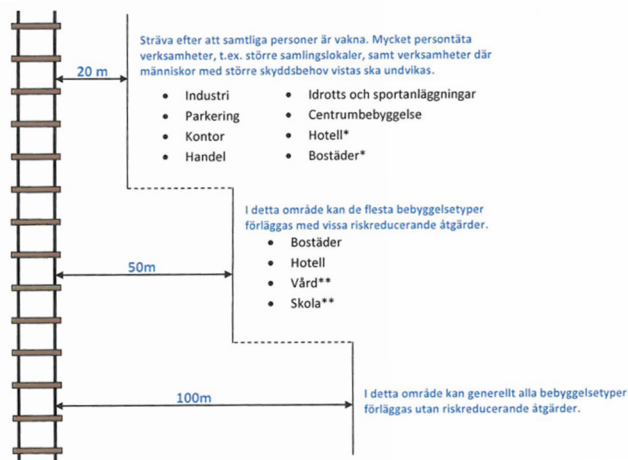 Sträva efter att samtliga personer är vakna. Mycket persontäta
verksamheter, t.ex. större samlingslokaler, samt verksamheter där
människor med större skyddsbehov vistas ska undvikas.
20 m
• Industri
• Parkering
• Kontor
• Handel
• Idrotts och sportanläggningar
• Centrumbebyggelse
• Hotell*
• Bostäder*
I detta område kan de flesta bebyggelsetyper
förläggas med vissa riskreducerande åtgärder.
• Bostäder
• Hotell
• Vård**
• Skola**
50m
100m
I detta område kan generellt alla bebyggelsetyper
förläggas utan riskreducerande åtgärder.